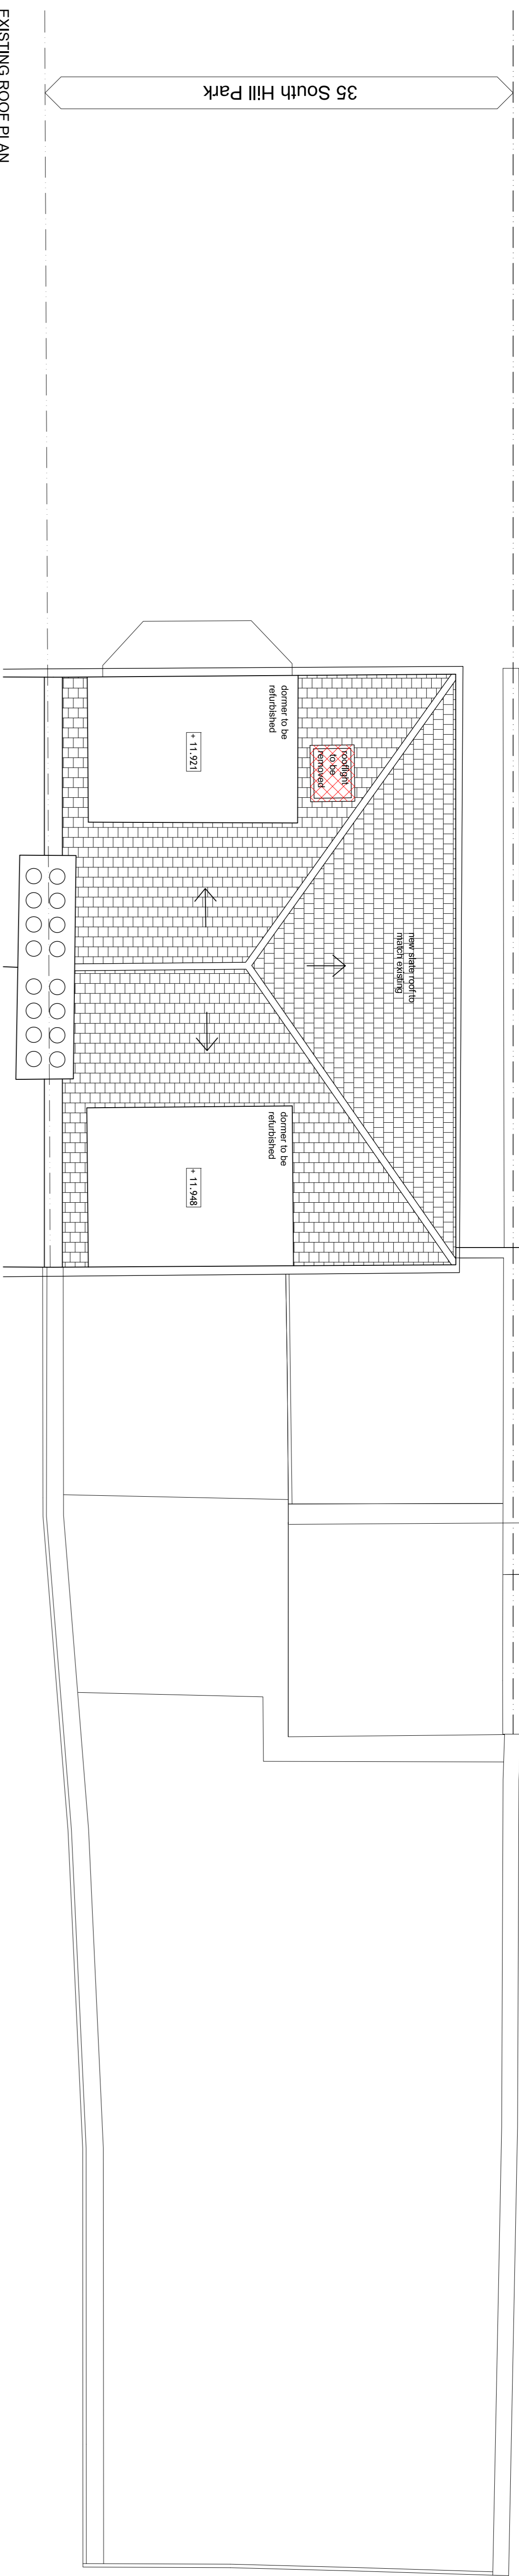 35 South Hill Park
EXISTING ROOF PLAN
dormer to be
refurbished
+ 11.921
rooflight
to be
removed
new slate roof to
match existing
dormer to be
refurbished
+ 11.948